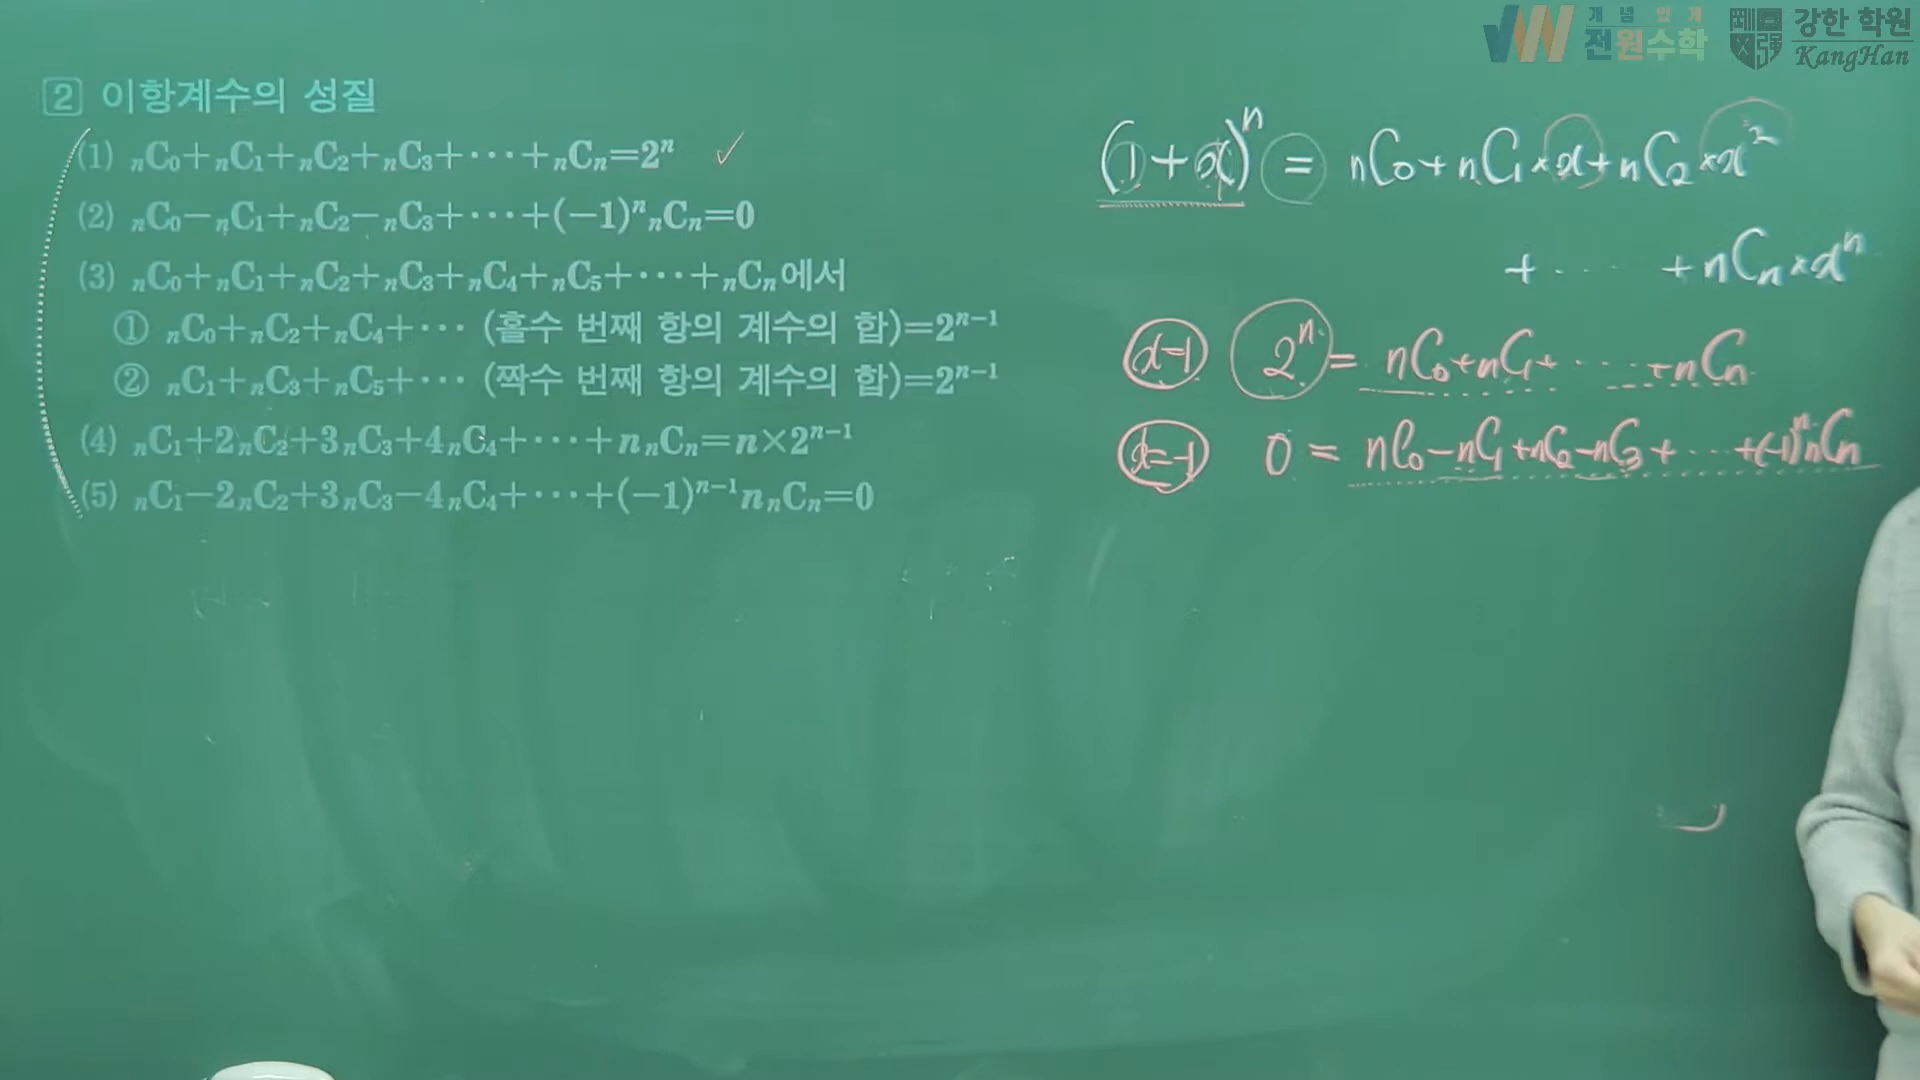 개념있게
전원수학
강한 학원
KangHan
2 이항계수의 성질
(1) ₙC₀+ₙC₁+ₙC₂+ₙC₃+⋯+ₙCₙ=2ⁿ ✓
(2) ₙC₀−ₙC₁+ₙC₂−ₙC₃+⋯+(−1)ⁿₙCₙ=0
(3) ₙC₀+ₙC₁+ₙC₂+ₙC₃+ₙC₄+ₙC₅+⋯+ₙCₙ에서
① ₙC₀+ₙC₂+ₙC₄+⋯ (홀수 번째 항의 계수의 합)=2ⁿ⁻¹
② ₙC₁+ₙC₃+ₙC₅+⋯ (짝수 번째 항의 계수의 합)=2ⁿ⁻¹
(4) ₙC₁+2ₙC₂+3ₙC₃+4ₙC₄+⋯+nₙCₙ=n×2ⁿ⁻¹
(5) ₙC₁−2ₙC₂+3ₙC₃−4ₙC₄+⋯+(−1)ⁿ⁻¹nₙCₙ=0
(1+x)ⁿ = nC₀+nC₁×x+nC₂×x²
+ ⋯ +nCₙ×xⁿ
x=1 2ⁿ = nC₀+nC₁+ ⋯ +nCₙ
x=-1 0 = nC₀−nC₁+nC₂−nC₃+ ⋯ +(-1)ⁿnCₙ